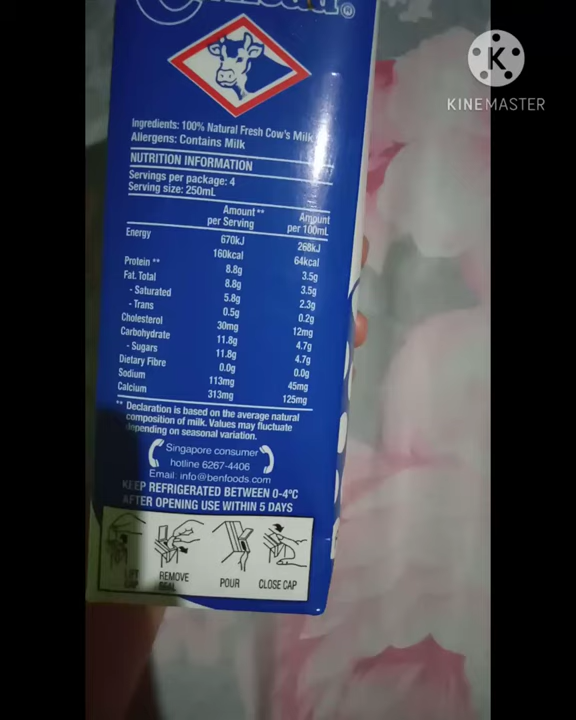 KINEMASTER
Ingredients: 100% Natural Fresh Cow's Milk
Allergens: Contains Milk
NUTRITION INFORMATION
Servings per package: 4
Serving size: 250mL
Amount** per Serving
Amount per 100mL
Energy 670kJ 268kJ
160kcal 64kcal
Protein ** 8.8g 3.5g
Fat. Total 8.8g 3.5g
- Saturated 5.8g 2.3g
- Trans 0.5g 0.2g
Cholesterol 30mg 12mg
Carbohydrate 11.8g 4.7g
- Sugars 11.8g 4.7g
Dietary Fibre 0.0g 0.0g
Sodium 113mg 45mg
Calcium 313mg 125mg
** Declaration is based on the average natural
composition of milk. Values may fluctuate
depending on seasonal variation.
Singapore consumer
hotline 6267-4406
Email: info@benfoods.com
KEEP REFRIGERATED BETWEEN 0-4ºC
AFTER OPENING USE WITHIN 5 DAYS
LIFT CAP
REMOVE SEAL
POUR
CLOSE CAP